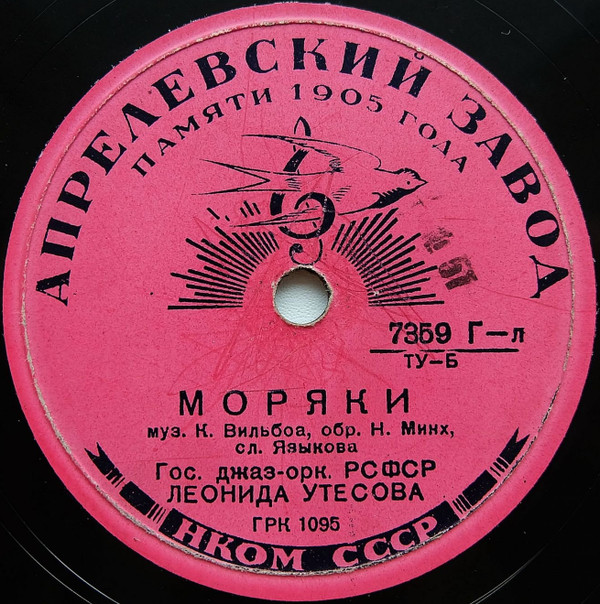 АПРЕЛЕВСКИЙ ЗАВОД
ПАМЯТИ 1905 ГОДА
7359 Г–л
ТУ–Б
МОРЯКИ
муз. К. Вильбоа, обр. Н. Минх,
сл. Языкова
Гос. джаз-орк. РСФСР
ЛЕОНИДА УТЕСОВА
ГРК 1095
НКОМ СССР